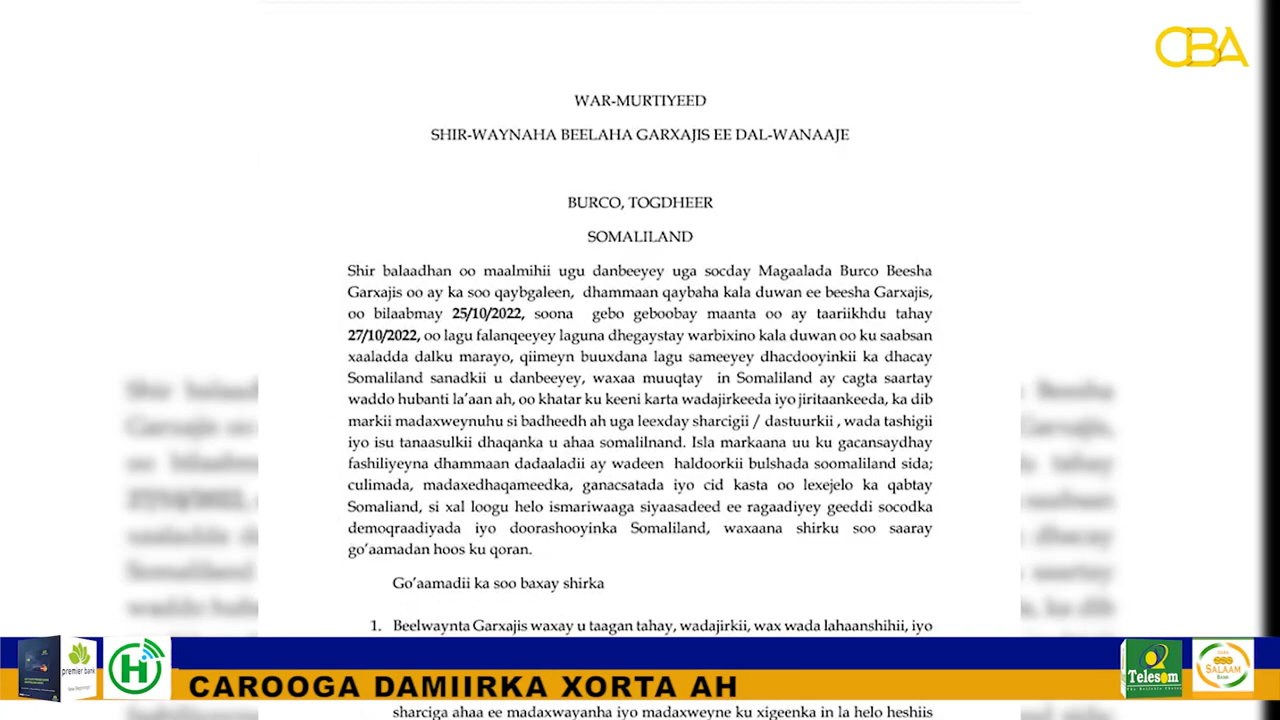 CBA
WAR-MURTIYEED
SHIR-WAYNAHA BEELAHA GARXAJIS EE DAL-WANAAJE
BURCO, TOGDHEER
SOMALILAND
Shir balaadhan oo maalmihii ugu danbeeyey uga socday Magaalada Burco Beesha
Garxajis oo ay ka soo qaybgaleen, dhammaan qaybaha kala duwan ee beesha Garxajis,
oo bilaabmay 25/10/2022, soona gebo geboobay maanta oo ay taariikhdu tahay
27/10/2022, oo lagu falanqeeyey laguna dhegaystay warbixino kala duwan oo ku saabsan
xaaladda dalku marayo, qiimeyn buuxdana lagu sameeyey dhacdooyinkii ka dhacay
Somaliland sanadkii u danbeeyey, waxaa muuqtay in Somaliland ay cagta saartay
waddo hubanti la'aan ah, oo khatar ku keeni karta wadajirkeeda iyo jiritaankeeda, ka dib
markii madaxweynuhu si badheedh ah uga leexday sharcigii / dastuurkii , wada tashigii
iyo isu tanaasulkii dhaqanka u ahaa somalilnand. Isla markaana uu ku gacansaydhay
fashiliyeyna dhammaan dadaaladii ay wadeen haldoorkii bulshada soomaliland sida;
culimada, madaxedhaqameedka, ganacsatada iyo cid kasta oo lexejelo ka qabtay
Somaliand, si xal loogu helo ismariwaaga siyaasadeed ee ragaadiyey geeddi socodka
demoqraadiyada iyo doorashooyinka Somaliland, waxaana shirku soo saaray
go'aamadan hoos ku qoran.
Go'aamadii ka soo baxay shirka
1. Beelwaynta Garxajis waxay u taagan tahay, wadajirkii, wax wada lahaanshihii, iyo
premier bank
Telesom
SALAAM
BANK
CAROOGA DAMIIRKA XORTA AH
sharciga ahaa ee madaxwayanha iyo madaxweyne ku xigeenka in la helo heshiis